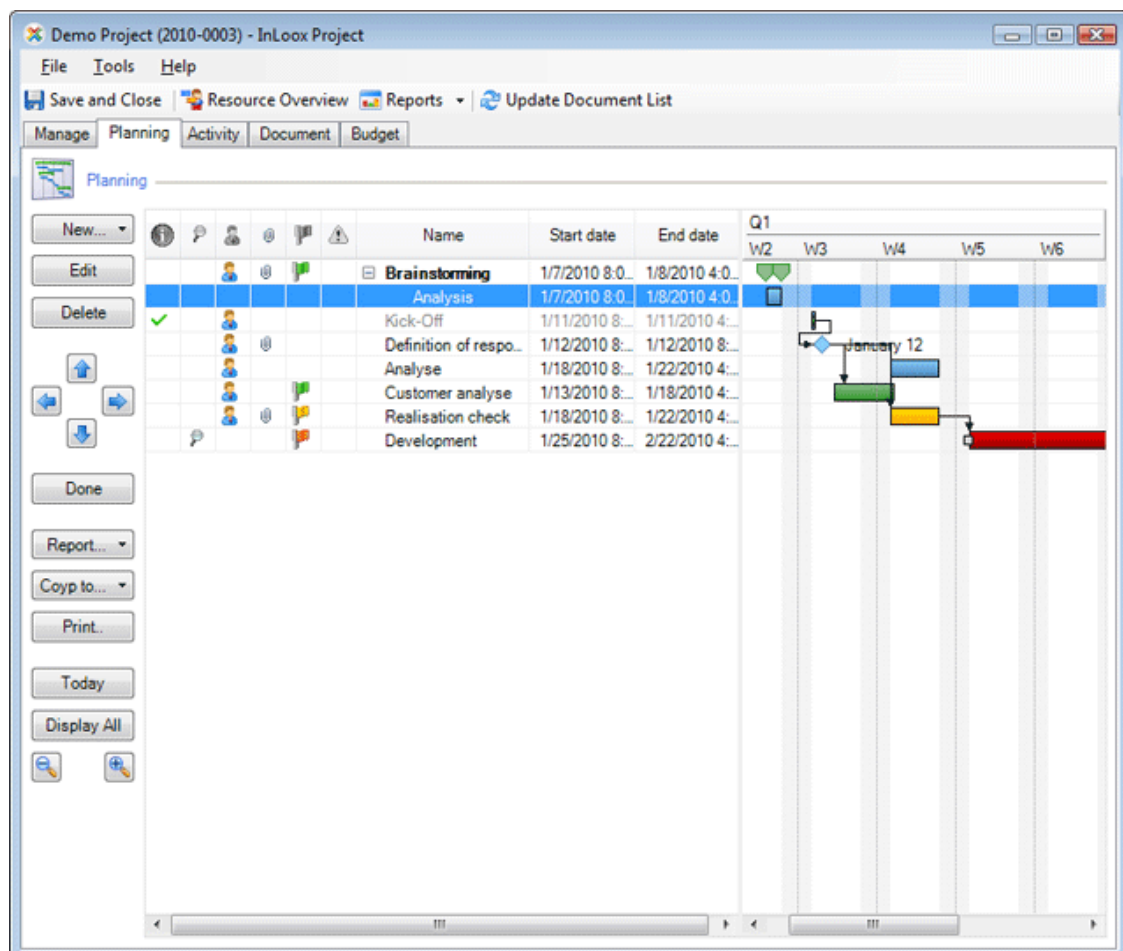 Demo Project (2010-0003) - InLoox Project
File Tools Help
Save and Close Resource Overview Reports Update Document List
Manage Planning Activity Document Budget
Planning
New...
Edit
Delete
Done
Report...
Coyp to...
Print..
Today
Display All
Name Start date End date
Q1
W2 W3 W4 W5 W6
Brainstorming 1/7/2010 8:0... 1/8/2010 4:0...
Analysis 1/7/2010 8:0... 1/8/2010 4:0...
Kick-Off 1/11/2010 8:... 1/11/2010 4:...
Definition of respo... 1/12/2010 8:... 1/12/2010 8:... January 12
Analyse 1/18/2010 8:... 1/22/2010 4:...
Customer analyse 1/13/2010 8:... 1/18/2010 4:...
Realisation check 1/18/2010 8:... 1/22/2010 4:...
Development 1/25/2010 8:... 2/22/2010 4:...